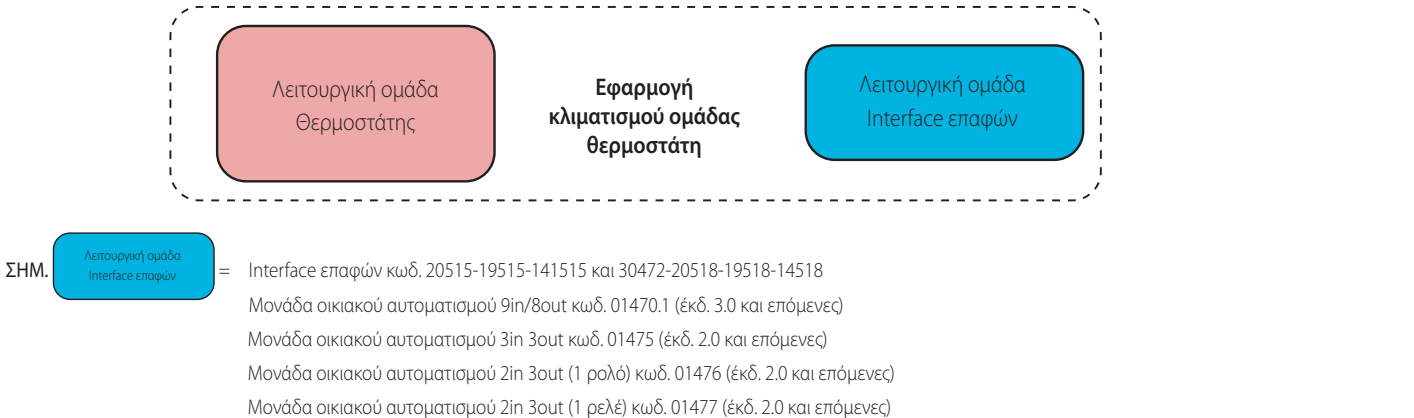 Λειτουργική ομάδα
Θερμοστάτης
Εφαρμογή
κλιματισμού ομάδας
θερμοστάτη
Λειτουργική ομάδα
Interface επαφών
ΣΗΜ.
Λειτουργική ομάδα
Interface επαφών
= Interface επαφών κωδ. 20515-19515-141515 και 30472-20518-19518-14518
Μονάδα οικιακού αυτοματισμού 9in/8out κωδ. 01470.1 (έκδ. 3.0 και επόμενες)
Μονάδα οικιακού αυτοματισμού 3in 3out κωδ. 01475 (έκδ. 2.0 και επόμενες)
Μονάδα οικιακού αυτοματισμού 2in 3out (1 ρολό) κωδ. 01476 (έκδ. 2.0 και επόμενες)
Μονάδα οικιακού αυτοματισμού 2in 3out (1 ρελέ) κωδ. 01477 (έκδ. 2.0 και επόμενες)